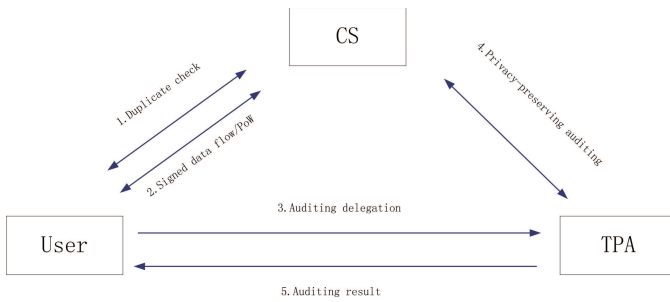 CS
1.Duplicate check
2.Signed data flow/PoW
4.Privacy-preserving auditing
3.Auditing delegation
User
TPA
5.Auditing result